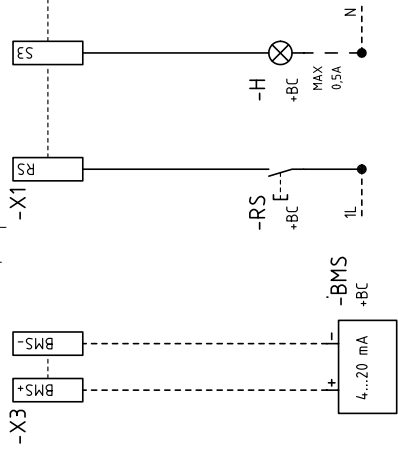 S3
N
-H
+BC
MAX
0,5A
RS
-X1
-RS
+BC
1L
-BMS
+BC
BMS-
-
BMS+
+
4...20 mA
-X3